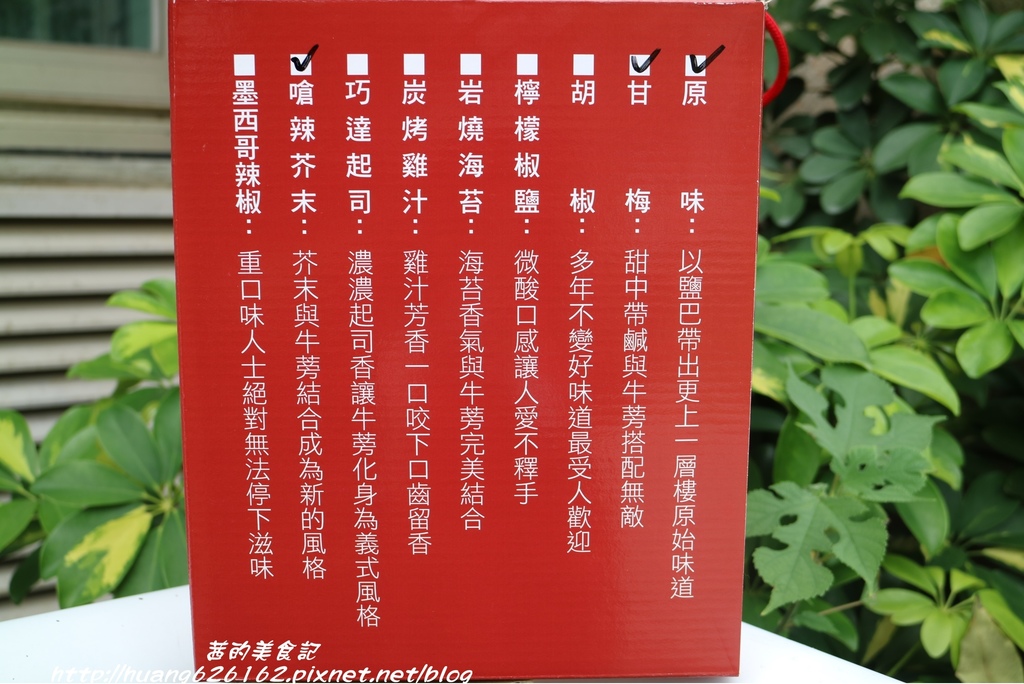 原味：以鹽巴帶出更上一層樓原始味道
甘梅：甜中帶鹹與牛蒡搭配無敵
胡椒：多年不變好味道最受人歡迎
檸檬椒鹽：微酸口感讓人愛不釋手
岩燒海苔：海苔香氣與牛蒡完美結合
炭烤雞汁：雞汁芳香一口咬下口齒留香
巧達起司：濃濃起司香讓牛蒡化身為義式風格
嗆辣芥末：芥末與牛蒡結合成為新的風格
墨西哥辣椒：重口味人士絕對無法停下滋味
茜的美食記
http://huang626162.pixnet.net/blog